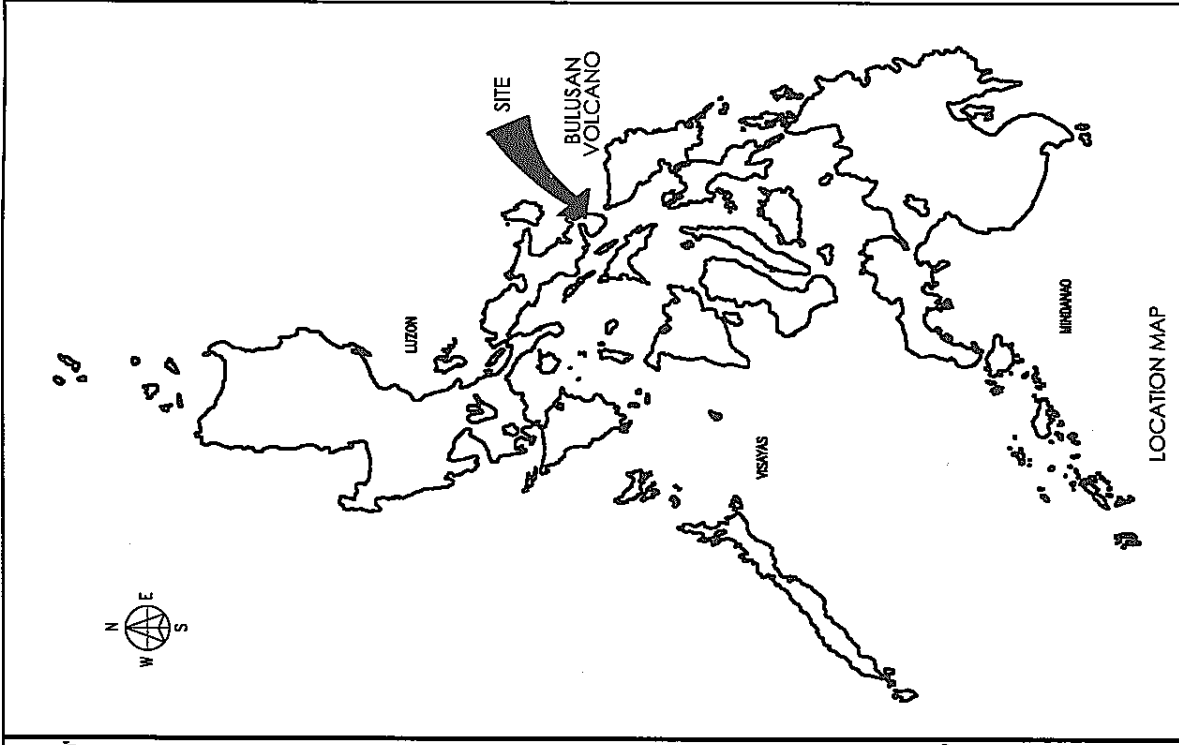 N
W E
S
SITE
BULUSAN
VOLCANO
LUZON
VISAYAS
MINDANAO
LOCATION MAP